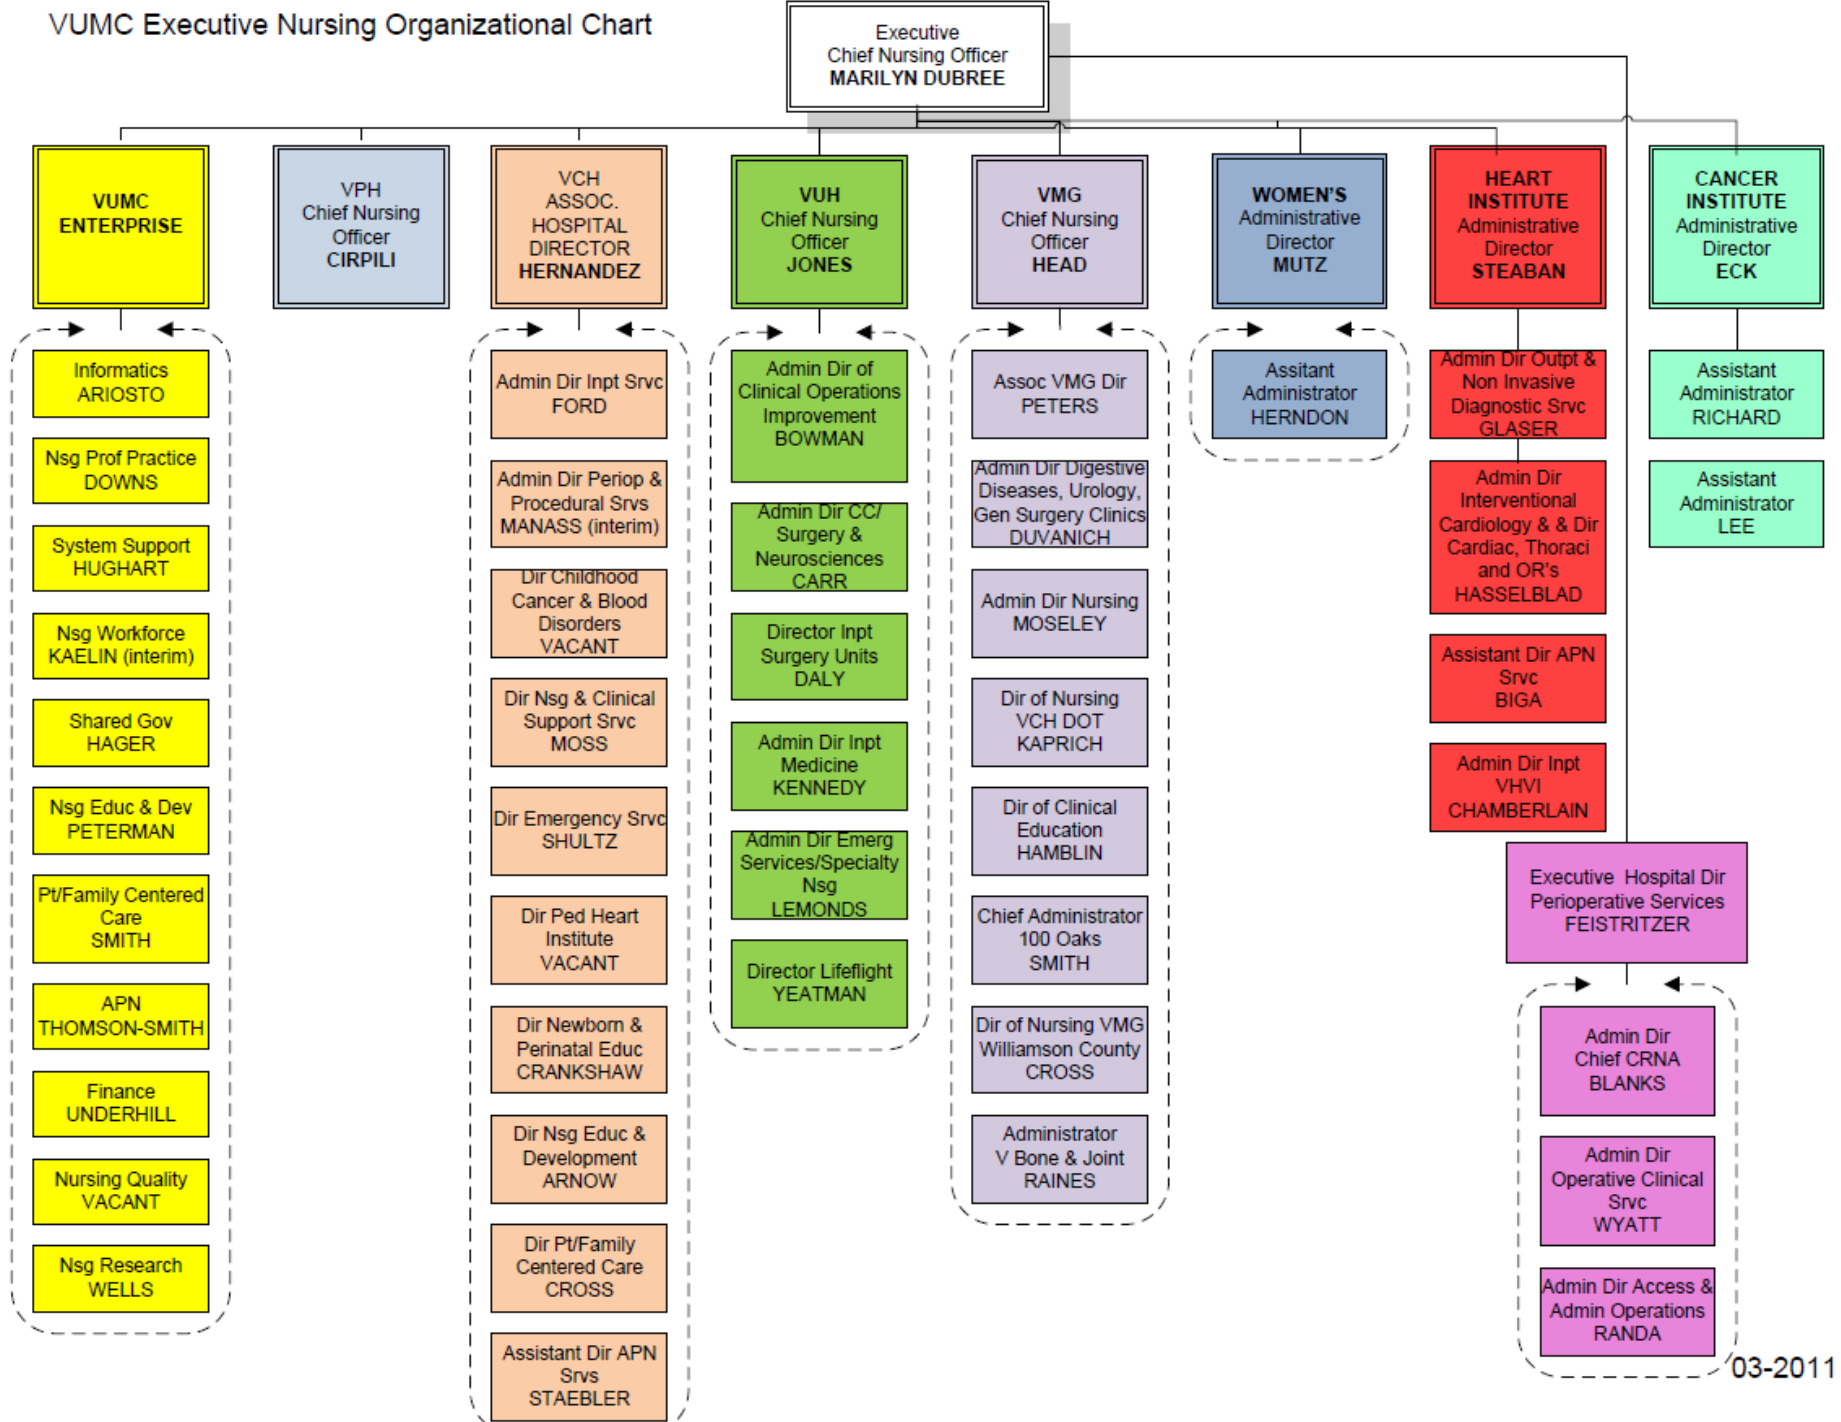 VUMC Executive Nursing Organizational Chart
Executive
Chief Nursing Officer
MARILYN DUBREE
VUMC
ENTERPRISE
Informatics
ARIOSTO
Nsg Prof Practice
DOWNS
System Support
HUGHART
Nsg Workforce
KAELIN (interim)
Shared Gov
HAGER
Nsg Educ & Dev
PETERMAN
Pt/Family Centered
Care
SMITH
APN
THOMSON-SMITH
Finance
UNDERHILL
Nursing Quality
VACANT
Nsg Research
WELLS
VPH
Chief Nursing
Officer
CIRPILI
VCH
ASSOC.
HOSPITAL
DIRECTOR
HERNANDEZ
Admin Dir Inpt Srvc
FORD
Admin Dir Periop &
Procedural Srvs
MANASS (interim)
Dir Childhood
Cancer & Blood
Disorders
VACANT
Dir Nsg & Clinical
Support Srvc
MOSS
Dir Emergency Srvc
SHULTZ
Dir Ped Heart
Institute
VACANT
Dir Newborn &
Perinatal Educ
CRANKSHAW
Dir Nsg Educ &
Development
ARNOW
Dir Pt/Family
Centered Care
CROSS
Assistant Dir APN
Srvs
STAEBLER
VUH
Chief Nursing
Officer
JONES
Admin Dir of
Clinical Operations
Improvement
BOWMAN
Admin Dir CC/
Surgery &
Neurosciences
CARR
Director Inpt
Surgery Units
DALY
Admin Dir Inpt
Medicine
KENNEDY
Admin Dir Emerg
Services/Specialty
Nsg
LEMONDS
Director Lifeflight
YEATMAN
VMG
Chief Nursing
Officer
HEAD
Assoc VMG Dir
PETERS
Admin Dir Digestive
Diseases, Urology,
Gen Surgery Clinics
DUVANICH
Admin Dir Nursing
MOSELEY
Dir of Nursing
VCH DOT
KAPRICH
Dir of Clinical
Education
HAMBLIN
Chief Administrator
100 Oaks
SMITH
Dir of Nursing VMG
Williamson County
CROSS
Administrator
V Bone & Joint
RAINES
WOMEN'S
Administrative
Director
MUTZ
Assitant
Administrator
HERNDON
HEART
INSTITUTE
Administrative
Director
STEABAN
Admin Dir Outpt &
Non Invasive
Diagnostic Srvc
GLASER
Admin Dir
Interventional
Cardiology & & Dir
Cardiac, Thoraci
and OR's
HASSELBLAD
Assistant Dir APN
Srvc
BIGA
Admin Dir Inpt
VHVI
CHAMBERLAIN
CANCER
INSTITUTE
Administrative
Director
ECK
Assistant
Administrator
RICHARD
Assistant
Administrator
LEE
Executive Hospital Dir
Perioperative Services
FEISTRITZER
Admin Dir
Chief CRNA
BLANKS
Admin Dir
Operative Clinical
Srvc
WYATT
Admin Dir Access &
Admin Operations
RANDA
03-2011